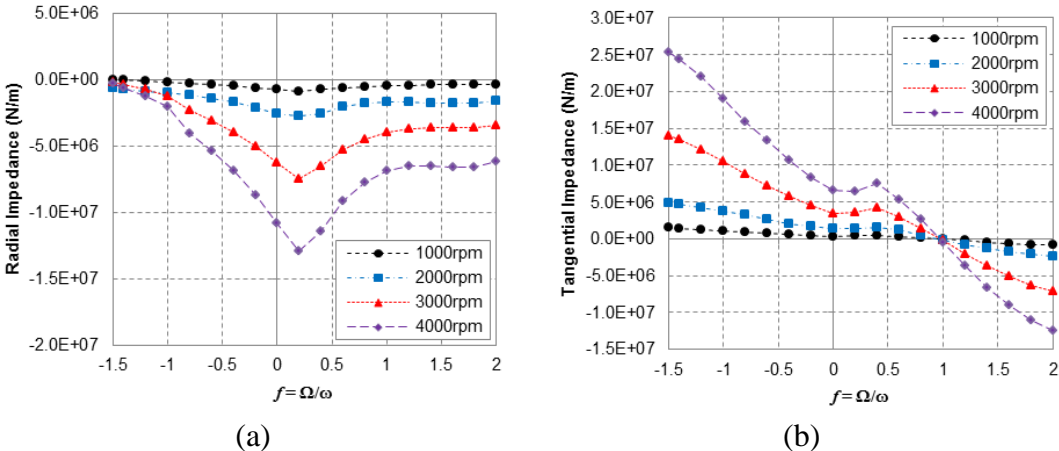 5.0E+06
0.0E+00
-5.0E+06
-1.0E+07
-1.5E+07
-2.0E+07
Radial Impedance (N/m)
1000rpm
2000rpm
3000rpm
4000rpm
-1.5 -1 -0.5 0 0.5 1 1.5 2
f = Ω/ω
(a)
3.0E+07
2.5E+07
2.0E+07
1.5E+07
1.0E+07
5.0E+06
0.0E+00
-5.0E+06
-1.0E+07
-1.5E+07
Tangential Impedance (N/m)
1000rpm
2000rpm
3000rpm
4000rpm
-1.5 -1 -0.5 0 0.5 1 1.5 2
f = Ω/ω
(b)